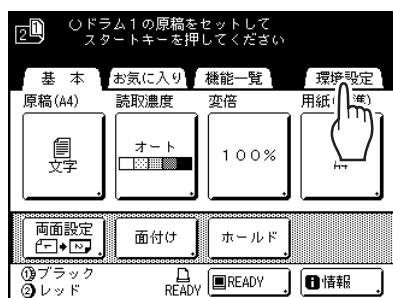 2 1 ○ドラム1の原稿をセットして
スタートキーを押してください
基本 お気に入り 機能一覧 環境設定
原稿(A4) 読取濃度 変倍 用紙(
文字 オート 100% A4
両面設定 面付け ホールド
①ブラック
②レッド READY READY 情報